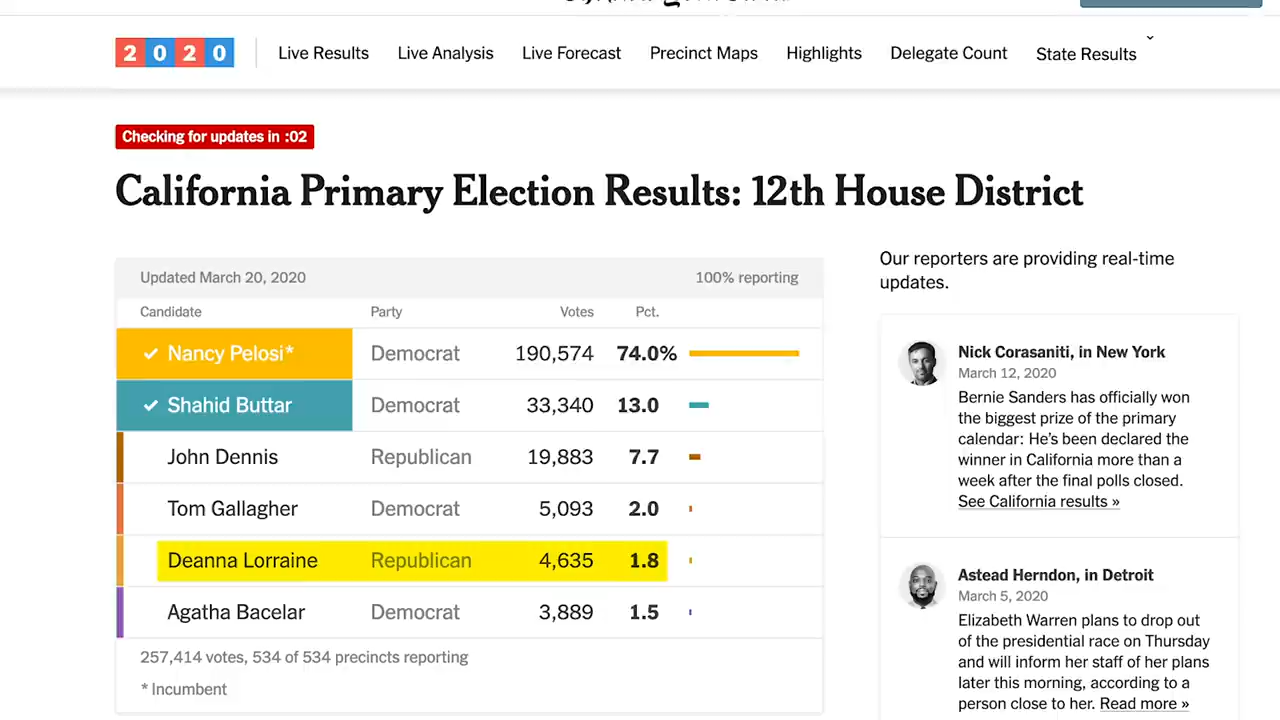 2020 Live Results Live Analysis Live Forecast Precinct Maps Highlights Delegate Count State Results
Checking for updates in :02
California Primary Election Results: 12th House District
Updated March 20, 2020 100% reporting
Candidate Party Votes Pct.
Nancy Pelosi* Democrat 190,574 74.0%
Shahid Buttar Democrat 33,340 13.0
John Dennis Republican 19,883 7.7
Tom Gallagher Democrat 5,093 2.0
Deanna Lorraine Republican 4,635 1.8
Agatha Bacelar Democrat 3,889 1.5
257,414 votes, 534 of 534 precincts reporting
* Incumbent
Our reporters are providing real-time
updates.
Nick Corasaniti, in New York
March 12, 2020
Bernie Sanders has officially won
the biggest prize of the primary
calendar: He's been declared the
winner in California more than a
week after the final polls closed.
See California results »
Astead Herndon, in Detroit
March 5, 2020
Elizabeth Warren plans to drop out
of the presidential race on Thursday
and will inform her staff of her plans
later this morning, according to a
person close to her. Read more »